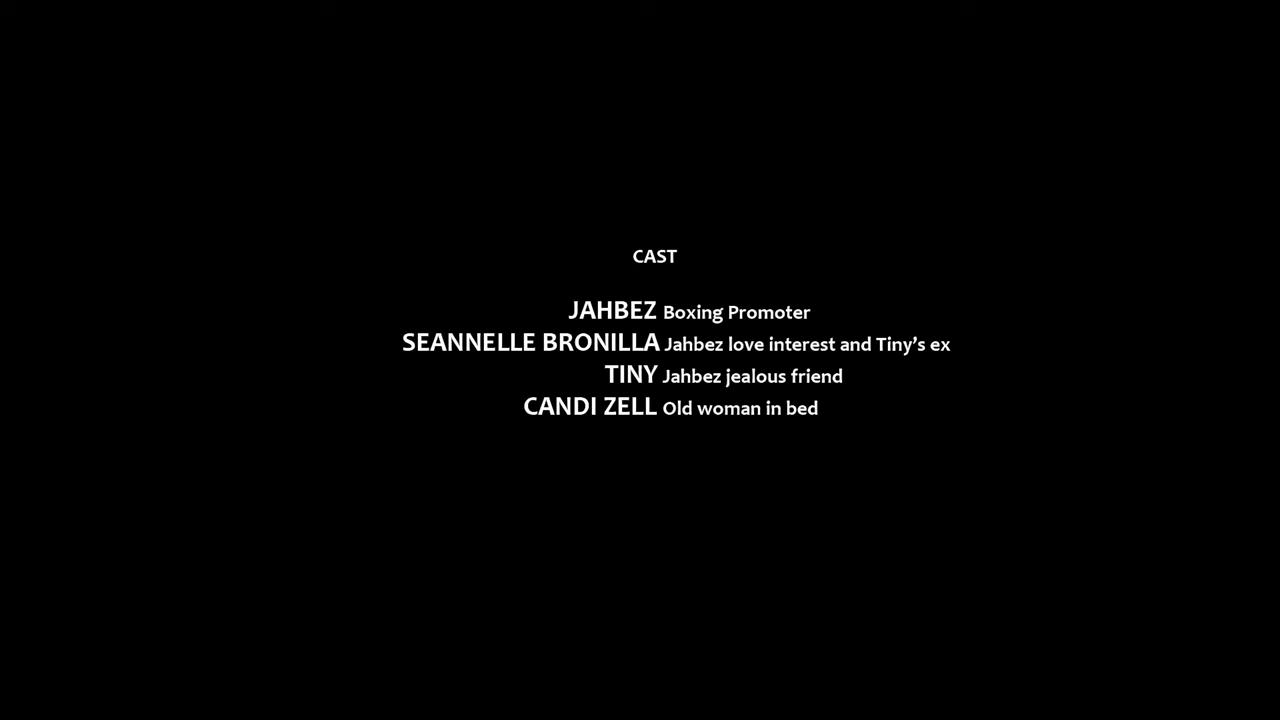 CAST
JAHBEZ Boxing Promoter
SEANNELLE BRONILLA Jahbez love interest and Tiny's ex
TINY Jahbez jealous friend
CANDI ZELL Old woman in bed